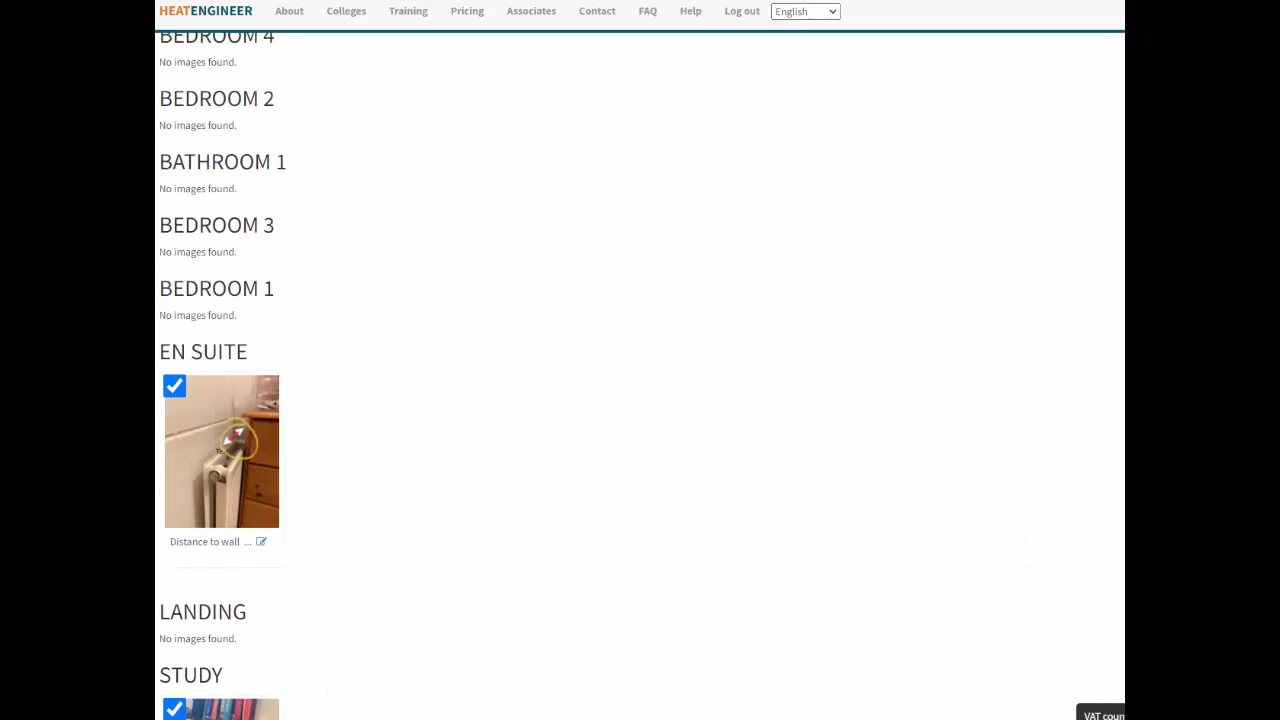 HEATENGINEER About Colleges Training Pricing Associates Contact FAQ Help Log out English
BEDROOM 4
No images found.
BEDROOM 2
No images found.
BATHROOM 1
No images found.
BEDROOM 3
No images found.
BEDROOM 1
No images found.
EN SUITE
Distance to wall ...
LANDING
No images found.
STUDY
VAT coun